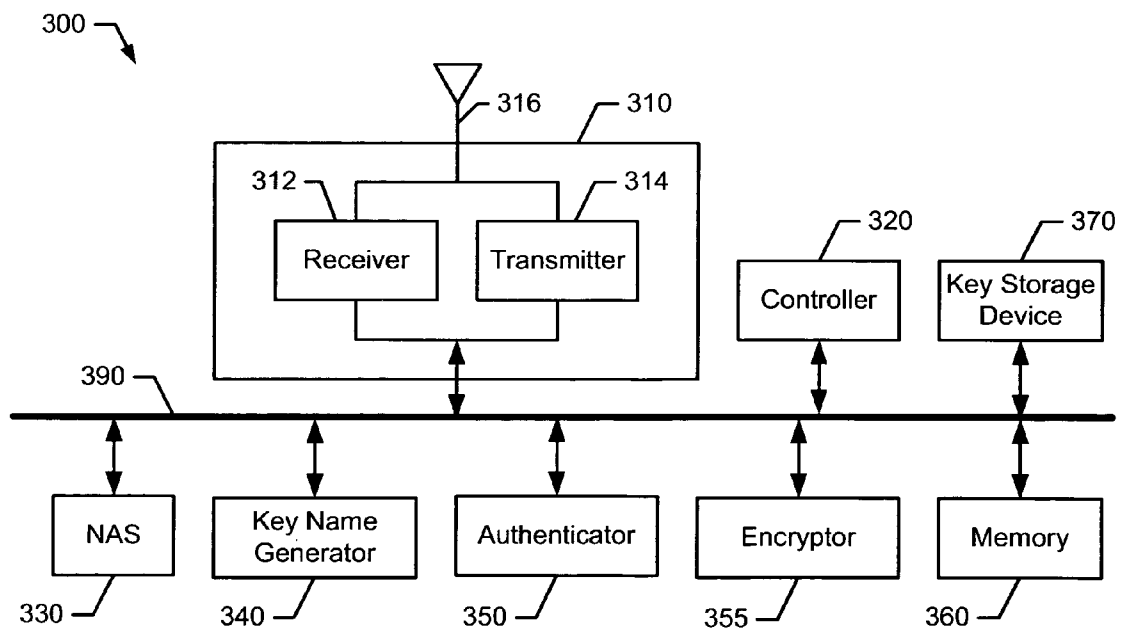 300
316
310
312
314
Receiver
Transmitter
320
370
Controller
Key Storage
Device
390
NAS
Key Name
Generator
Authenticator
Encryptor
Memory
330
340
350
355
360